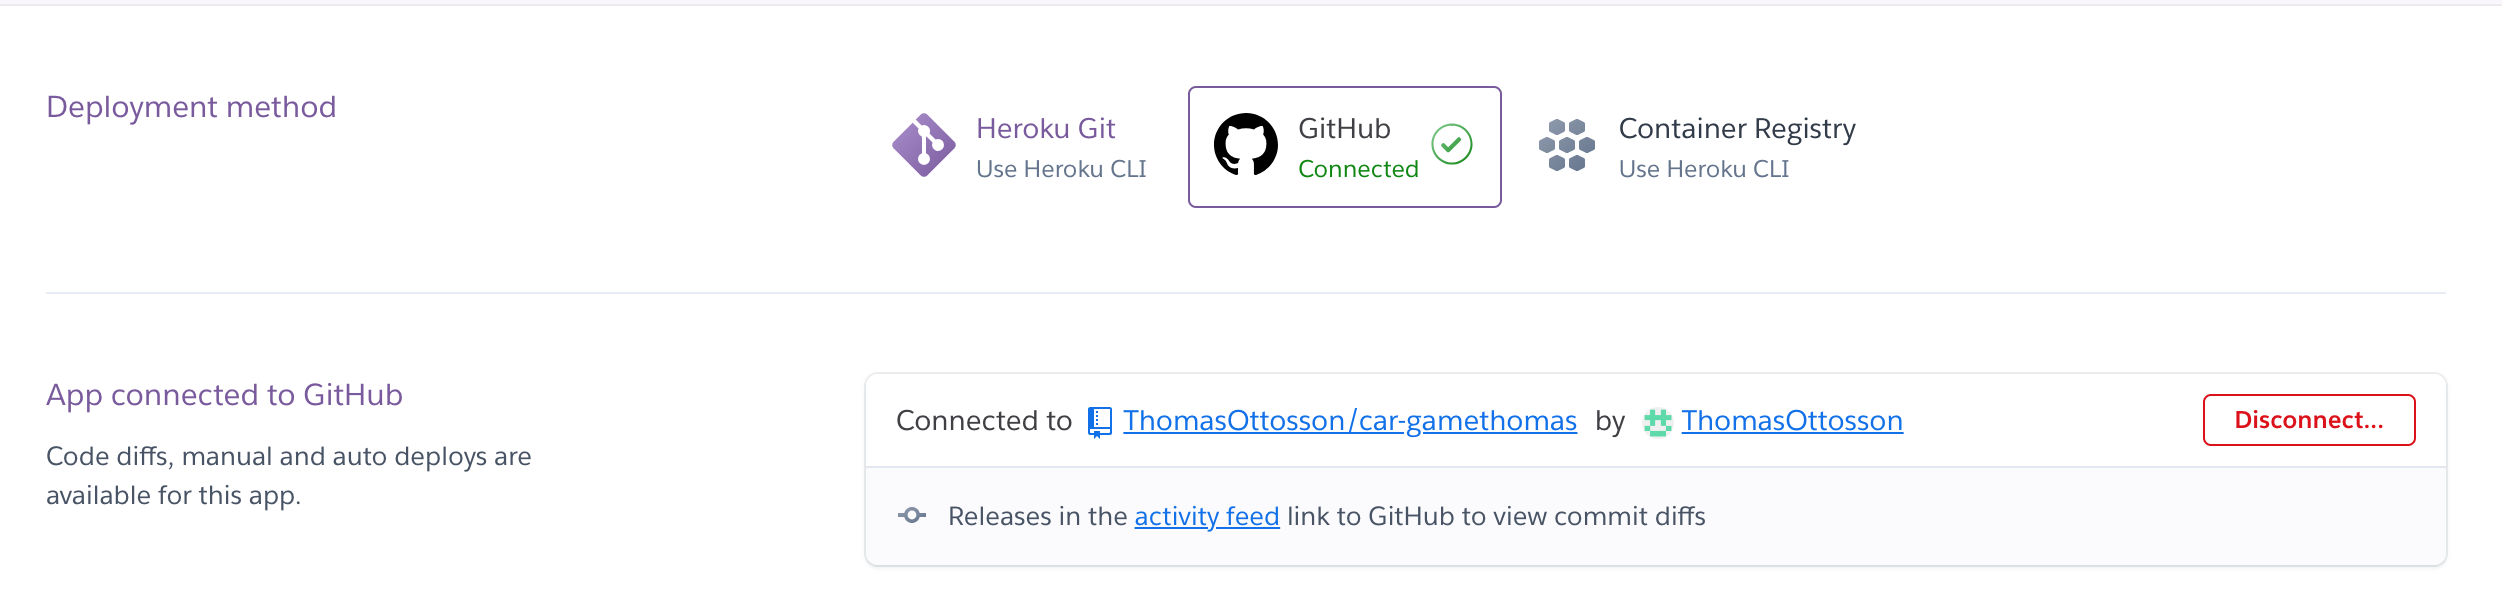 Deployment method
Heroku Git
Use Heroku CLI
GitHub
Connected
Container Registry
Use Heroku CLI
App connected to GitHub
Code diffs, manual and auto deploys are
available for this app.
Connected to ThomasOttosson/car-gamethomas by ThomasOttosson
Disconnect...
Releases in the activity feed link to GitHub to view commit diffs